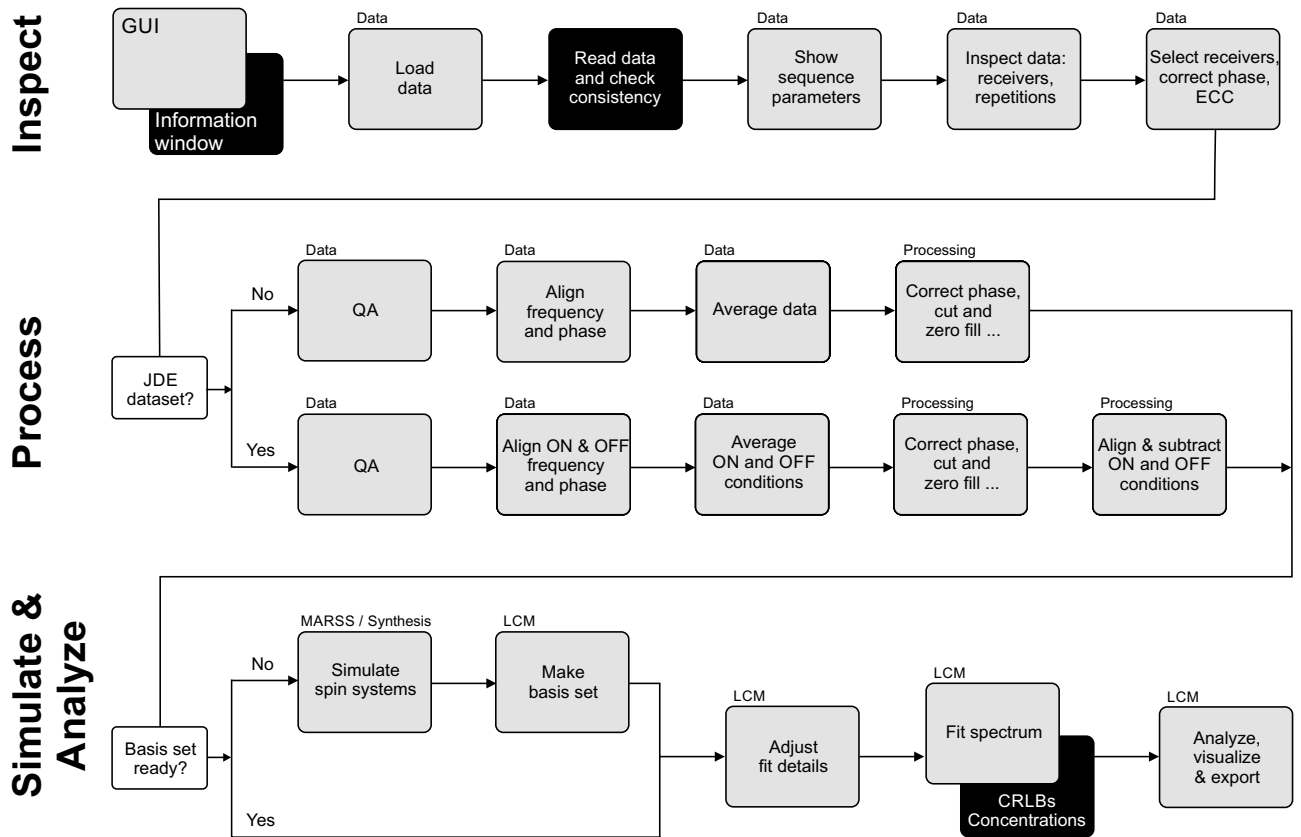 Inspect
GUI
Information
window
Data
Load
data
Read data
and check
consistency
Data
Show
sequence
parameters
Data
Inspect data:
receivers,
repetitions
Data
Select receivers,
correct phase,
ECC
Process
JDE
dataset?
No
Data
QA
Data
Align
frequency
and phase
Data
Average data
Processing
Correct phase,
cut and
zero fill ...
Yes
Data
QA
Data
Align ON & OFF
frequency
and phase
Data
Average
ON and OFF
conditions
Processing
Correct phase,
cut and
zero fill ...
Processing
Align & subtract
ON and OFF
conditions
Simulate &
Analyze
Basis set
ready?
No
MARSS / Synthesis
Simulate
spin systems
LCM
Make
basis set
Yes
LCM
Adjust
fit details
LCM
Fit spectrum
CRLBs
Concentrations
LCM
Analyze,
visualize
& export